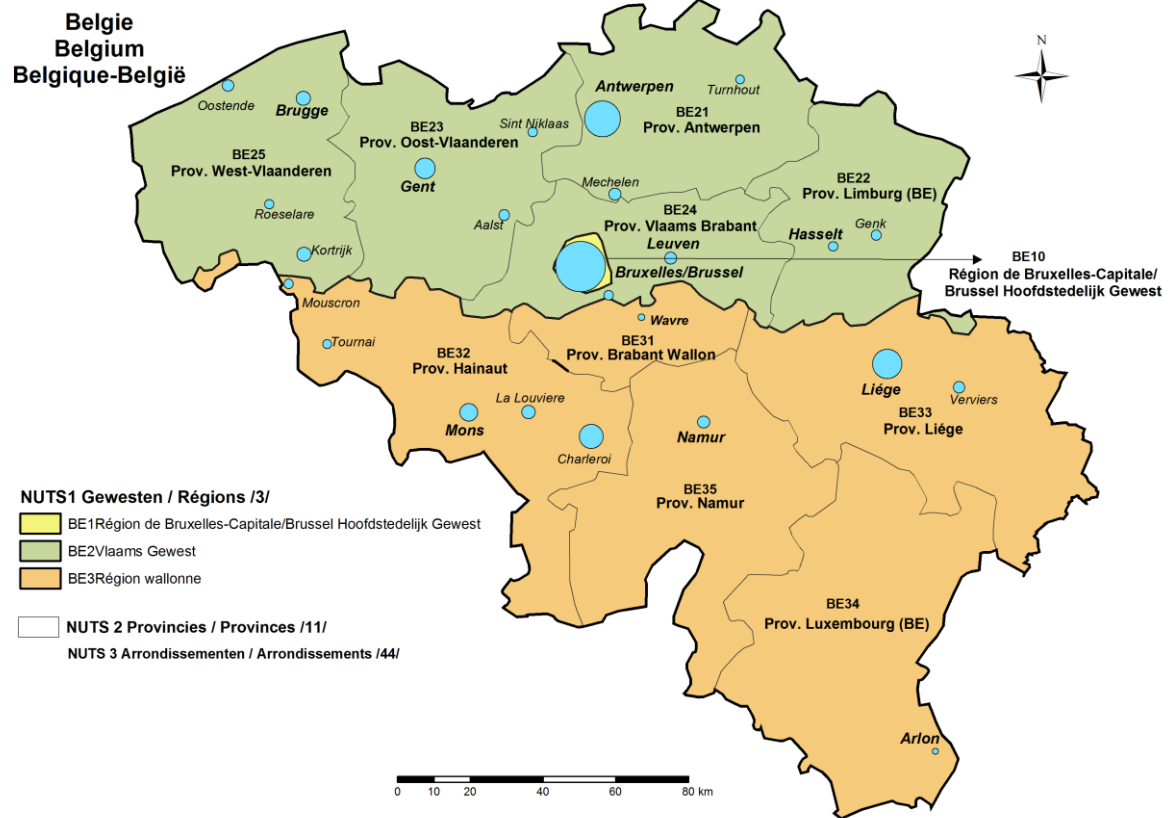 Belgie
Belgium
Belgique-België
N
Oostende
Brugge
BE25
Prov. West-Vlaanderen
Roeselare
Kortrijk
BE23
Prov. Oost-Vlaanderen
Sint Niklaas
Gent
Aalst
Antwerpen
Turnhout
BE21
Prov. Antwerpen
Mechelen
BE22
Prov. Limburg (BE)
Genk
Hasselt
BE24
Prov. Vlaams Brabant
Leuven
Bruxelles/Brussel
BE10
Région de Bruxelles-Capitale/
Brussel Hoofdstedelijk Gewest
Mouscron
Tournai
BE32
Prov. Hainaut
La Louviere
Mons
Charleroi
Wavre
BE31
Prov. Brabant Wallon
Namur
BE35
Prov. Namur
Liége
Verviers
BE33
Prov. Liége
BE34
Prov. Luxembourg (BE)
Arlon
NUTS1 Gewesten / Régions /3/
BE1Région de Bruxelles-Capitale/Brussel Hoofdstedelijk Gewest
BE2Vlaams Gewest
BE3Région wallonne
NUTS 2 Provincies / Provinces /11/
NUTS 3 Arrondissementen / Arrondissements /44/
0 10 20 40 60 80 km